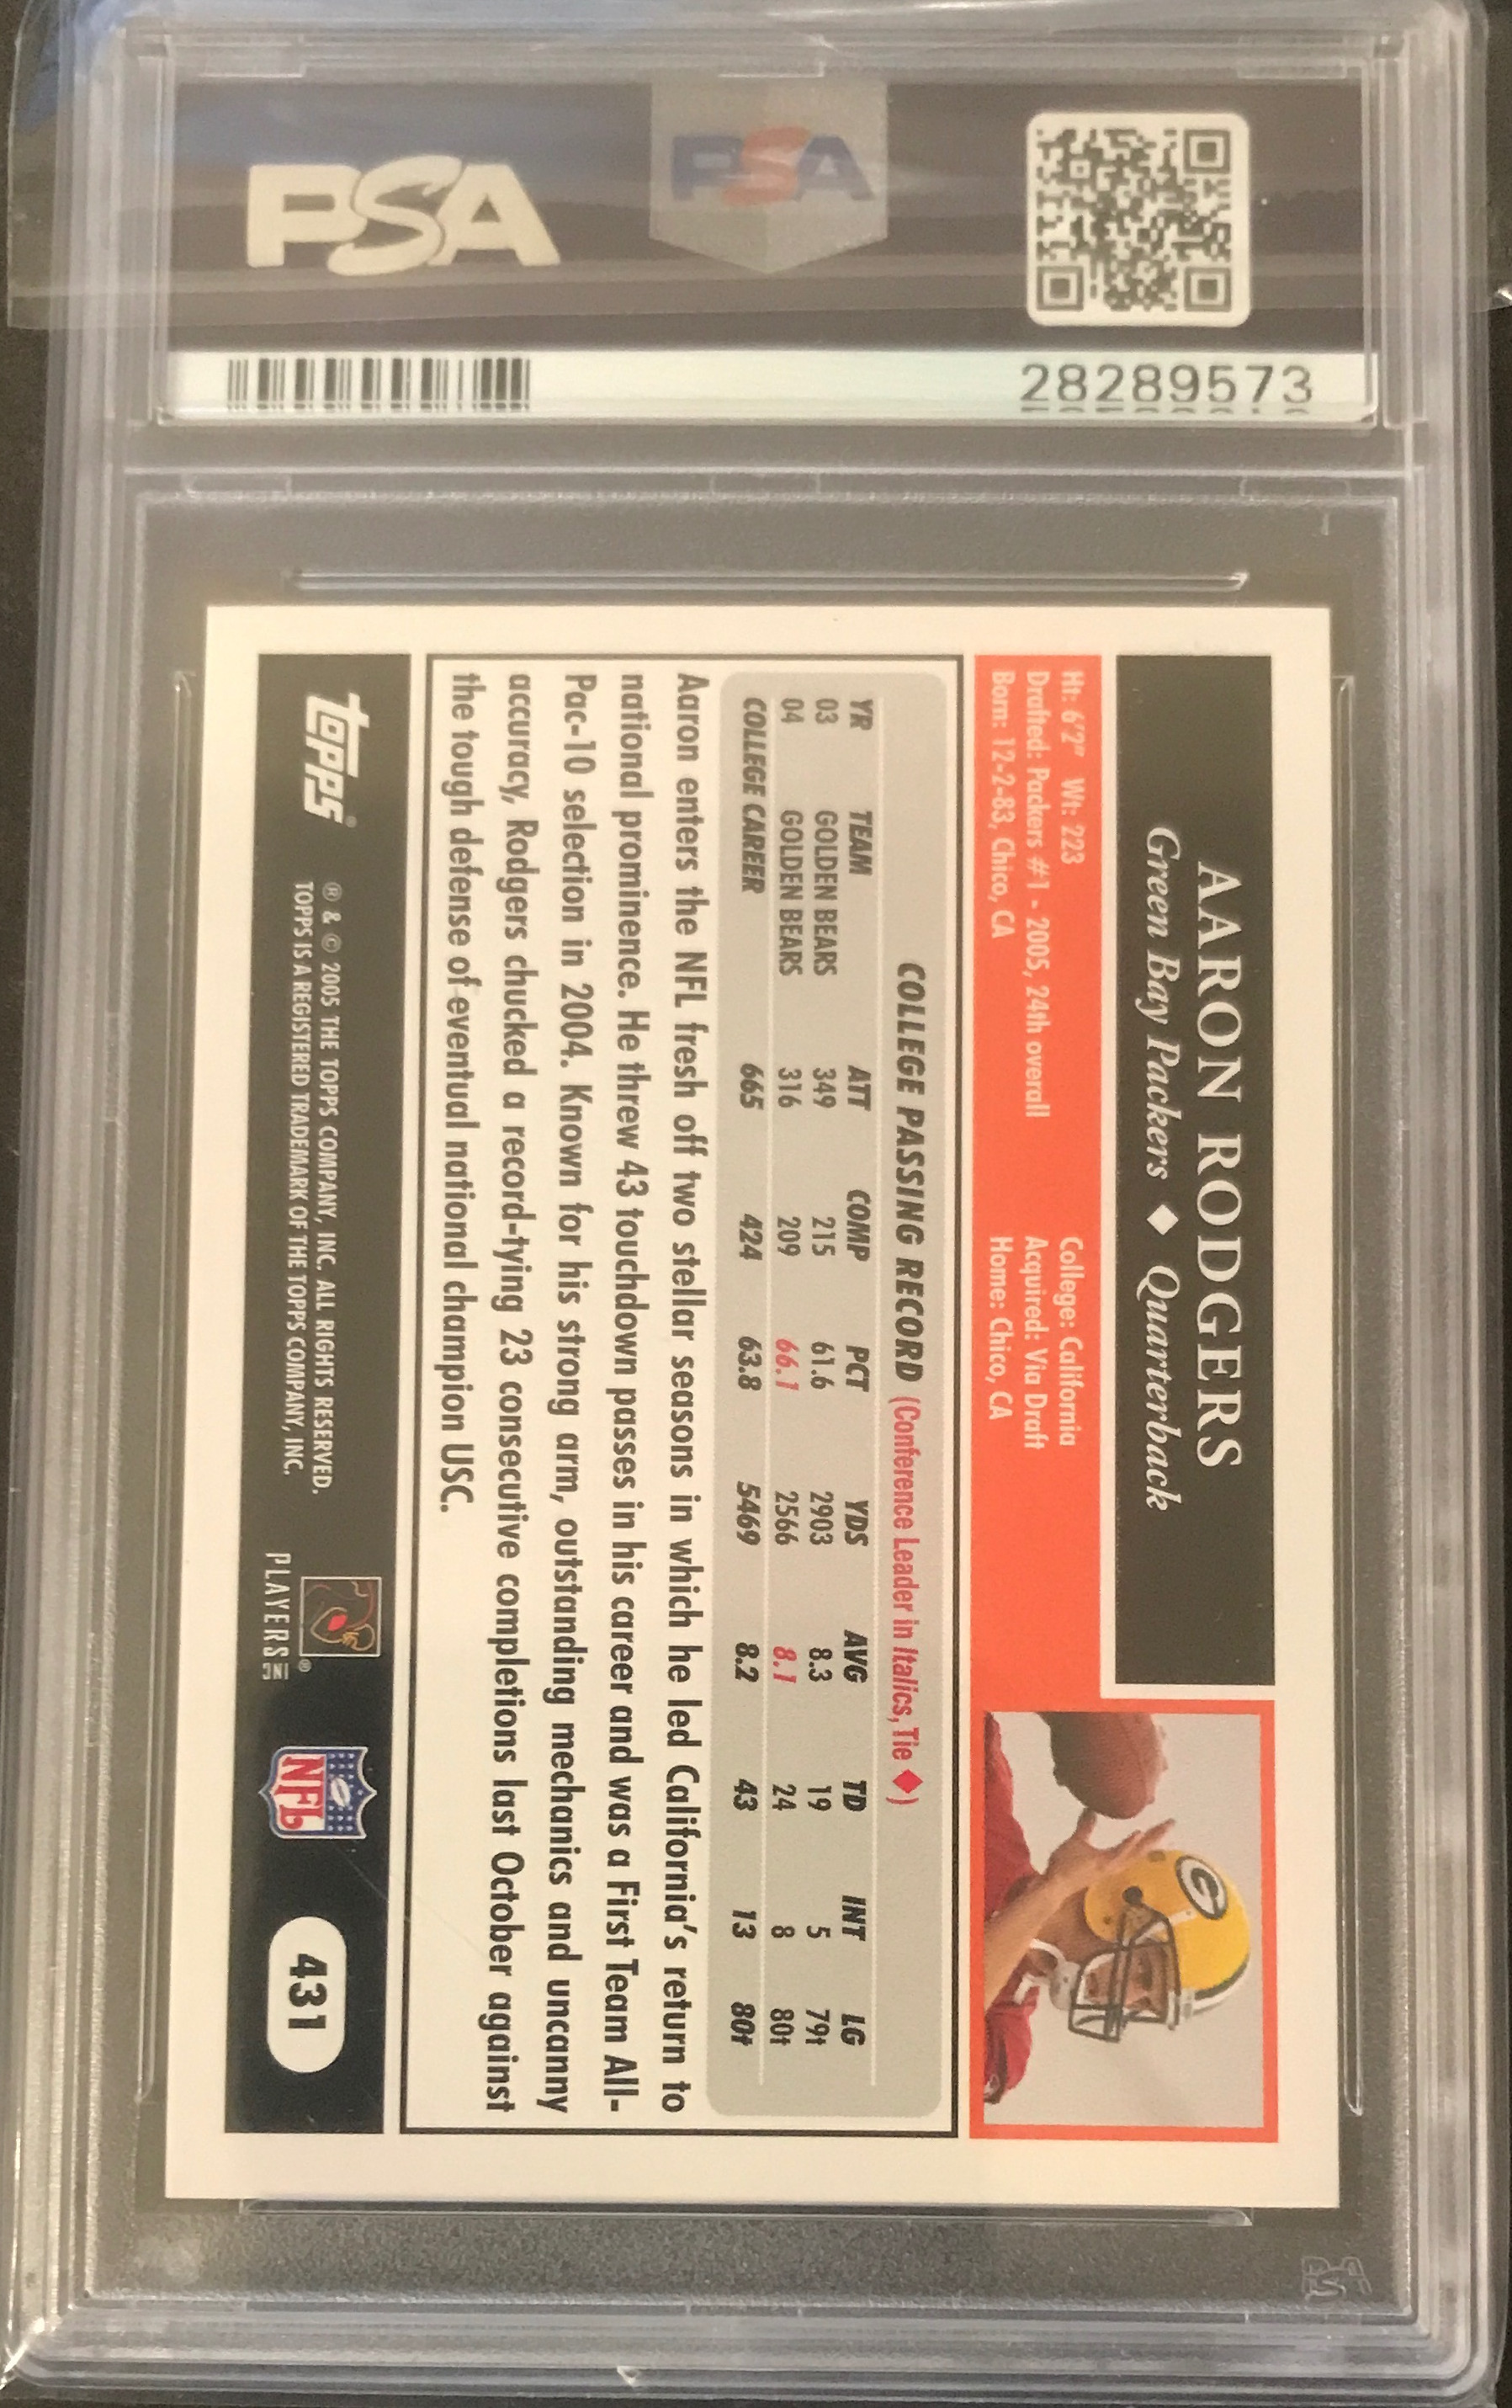 PSA
PSA
28289573
AARON RODGERS
Green Bay Packers ♦ Quarterback
Ht: 6'2" Wt: 223
College: California
Drafted: Packers #1 - 2005, 24th overall
Acquired: Via Draft
Born: 12-2-83, Chico, CA
Home: Chico, CA
COLLEGE PASSING RECORD (Conference Leader in Italics, Tie ♦)
YR TEAM ATT COMP PCT YDS AVG TD INT LG
03 GOLDEN BEARS 349 215 61.6 2903 8.3 19 5 79t
04 GOLDEN BEARS 316 209 66.1 2566 8.1 24 8 80t
COLLEGE CAREER 665 424 63.8 5469 8.2 43 13 80t
Aaron enters the NFL fresh off two stellar seasons in which he led California's return to
national prominence. He threw 43 touchdown passes in his career and was a First Team All-
Pac-10 selection in 2004. Known for his strong arm, outstanding mechanics and uncanny
accuracy, Rodgers chucked a record-tying 23 consecutive completions last October against
the tough defense of eventual national champion USC.
topps®
® & © 2005 THE TOPPS COMPANY, INC. ALL RIGHTS RESERVED.
TOPPS IS A REGISTERED TRADEMARK OF THE TOPPS COMPANY, INC.
PLAYERS INC
®
NFL
431
G